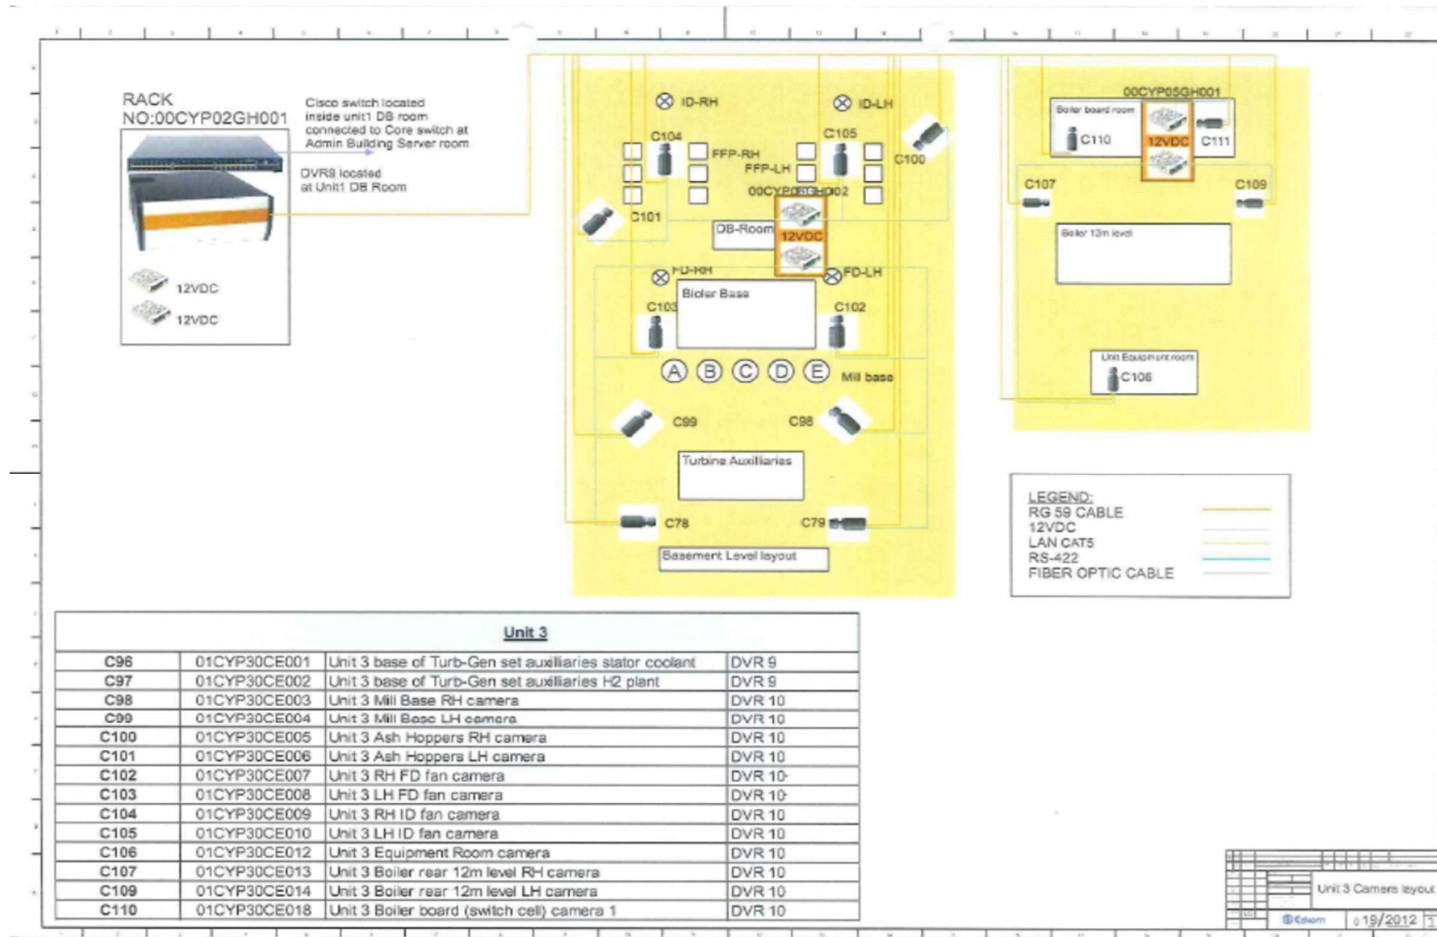 RACK
NO:00CYP02GH001
Cisco switch located
inside unit1 DB room
connected to Core switch at
Admin Building Server room
DVR9 located
at Unit1 DB Room
12VDC
12VDC
ID-RH
ID-LH
C104
C105
C100
FFP-RH
FFP-LH
C101
DB-Room
12VDC
FD-RH
FD-LH
Bioler Base
C103
C102
A B C D E Mill base
C99
C98
Turbine Auxilliaries
C78
C79
Basement Level layout
00CYP05GH001
Boiler board room
C110
12VDC
C111
C107
C109
Boiler 12m level
Unit Equipment room
C106
LEGEND:
RG 59 CABLE
12VDC
LAN CAT5
RS-422
FIBER OPTIC CABLE
Unit 3
C96 01CYP30CE001 Unit 3 base of Turb-Gen set auxilliaries stator coolant DVR 9
C97 01CYP30CE002 Unit 3 base of Turb-Gen set auxilliaries H2 plant DVR 9
C98 01CYP30CE003 Unit 3 Mill Base RH camera DVR 10
C99 01CYP30CE004 Unit 3 Mill Base LH camera DVR 10
C100 01CYP30CE005 Unit 3 Ash Hoppers RH camera DVR 10
C101 01CYP30CE006 Unit 3 Ash Hoppers LH camera DVR 10
C102 01CYP30CE007 Unit 3 RH FD fan camera DVR 10
C103 01CYP30CE008 Unit 3 LH FD fan camera DVR 10
C104 01CYP30CE009 Unit 3 RH ID fan camera DVR 10
C105 01CYP30CE010 Unit 3 LH ID fan camera DVR 10
C106 01CYP30CE012 Unit 3 Equipment Room camera DVR 10
C107 01CYP30CE013 Unit 3 Boiler rear 12m level RH camera DVR 10
C109 01CYP30CE014 Unit 3 Boiler rear 12m level LH camera DVR 10
C110 01CYP30CE018 Unit 3 Boiler board (switch cell) camera 1 DVR 10
Unit 3 Camera layout
Eskom
19/2012